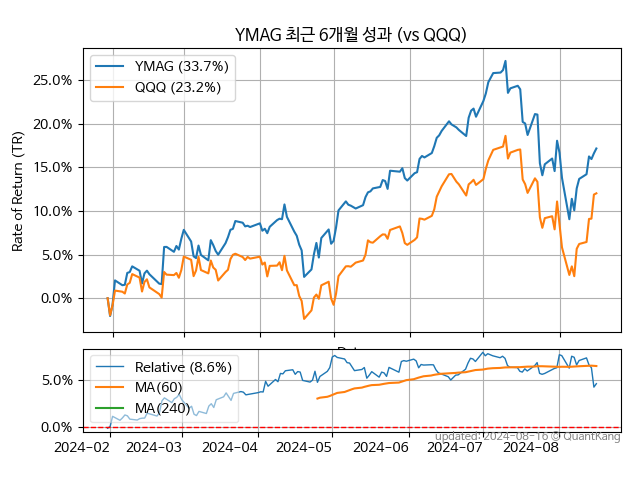 YMAG 최근 6개월 성과 (vs QQQ)
YMAG (33.7%)
QQQ (23.2%)
Rate of Return (TR)
25.0%
20.0%
15.0%
10.0%
5.0%
0.0%
Relative (8.6%)
MA(60)
MA(240)
5.0%
0.0%
2024-02
2024-03
2024-04
2024-05
2024-06
2024-07
2024-08
updated: 2024-08-16 © QuantKang